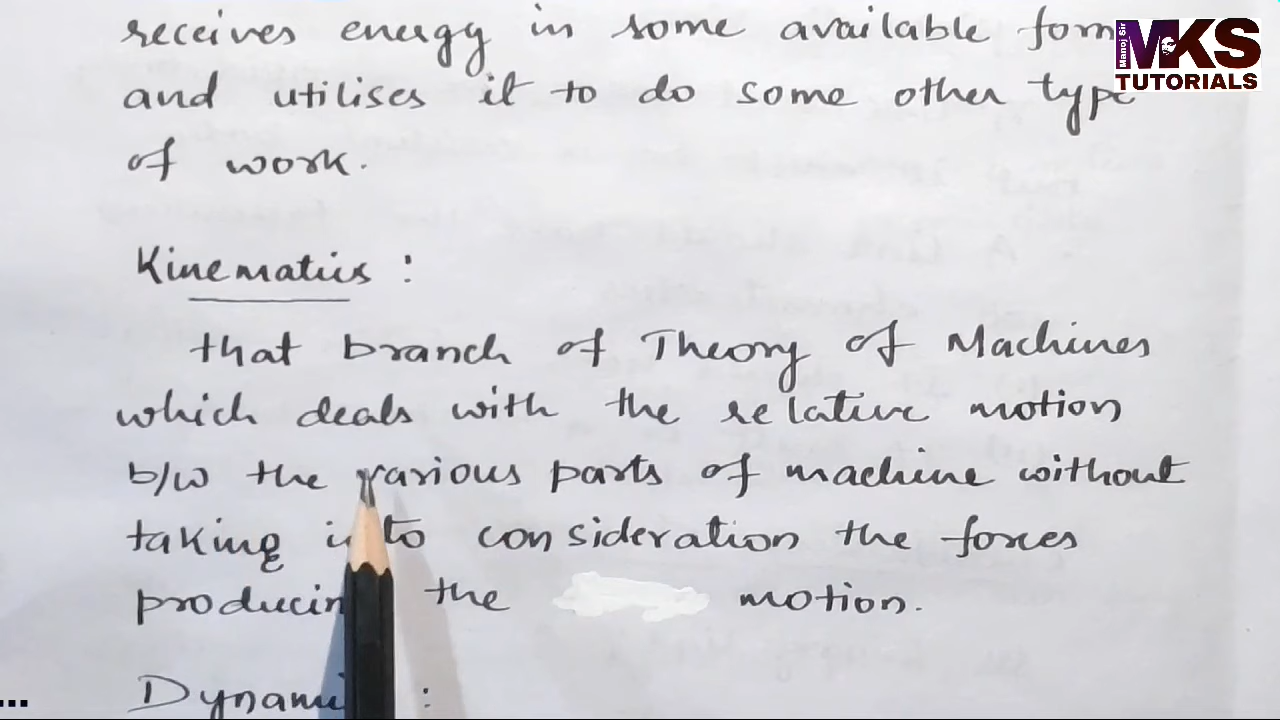 receives energy in some available form
and utilises it to do some other type
of work.
Manoj Sir
MKS
TUTORIALS
Kinematics :
that branch of Theory of Machines
which deals with the relative motion
b/w the various parts of machine without
taking into consideration the forces
the motion.
:
...